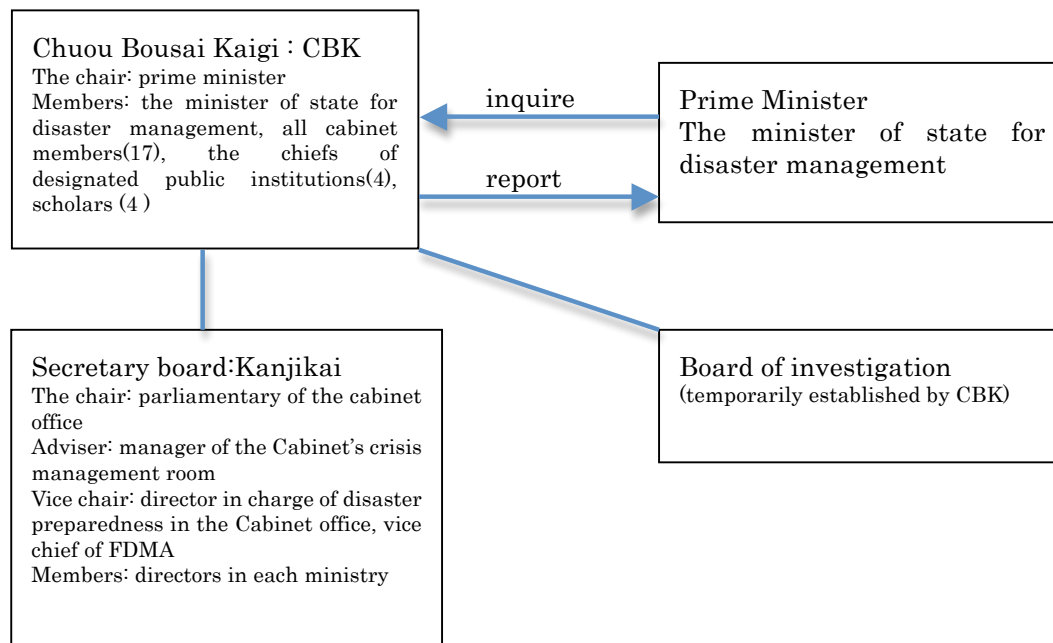 Chuou Bousai Kaigi : CBK
The chair: prime minister
Members: the minister of state for
disaster management, all cabinet
members(17), the chiefs of
designated public institutions(4),
scholars (4 )
inquire
report
Prime Minister
The minister of state for
disaster management
Secretary board:Kanjikai
The chair: parliamentary of the cabinet
office
Adviser: manager of the Cabinet’s crisis
management room
Vice chair: director in charge of disaster
preparedness in the Cabinet office, vice
chief of FDMA
Members: directors in each ministry
Board of investigation
(temporarily established by CBK)